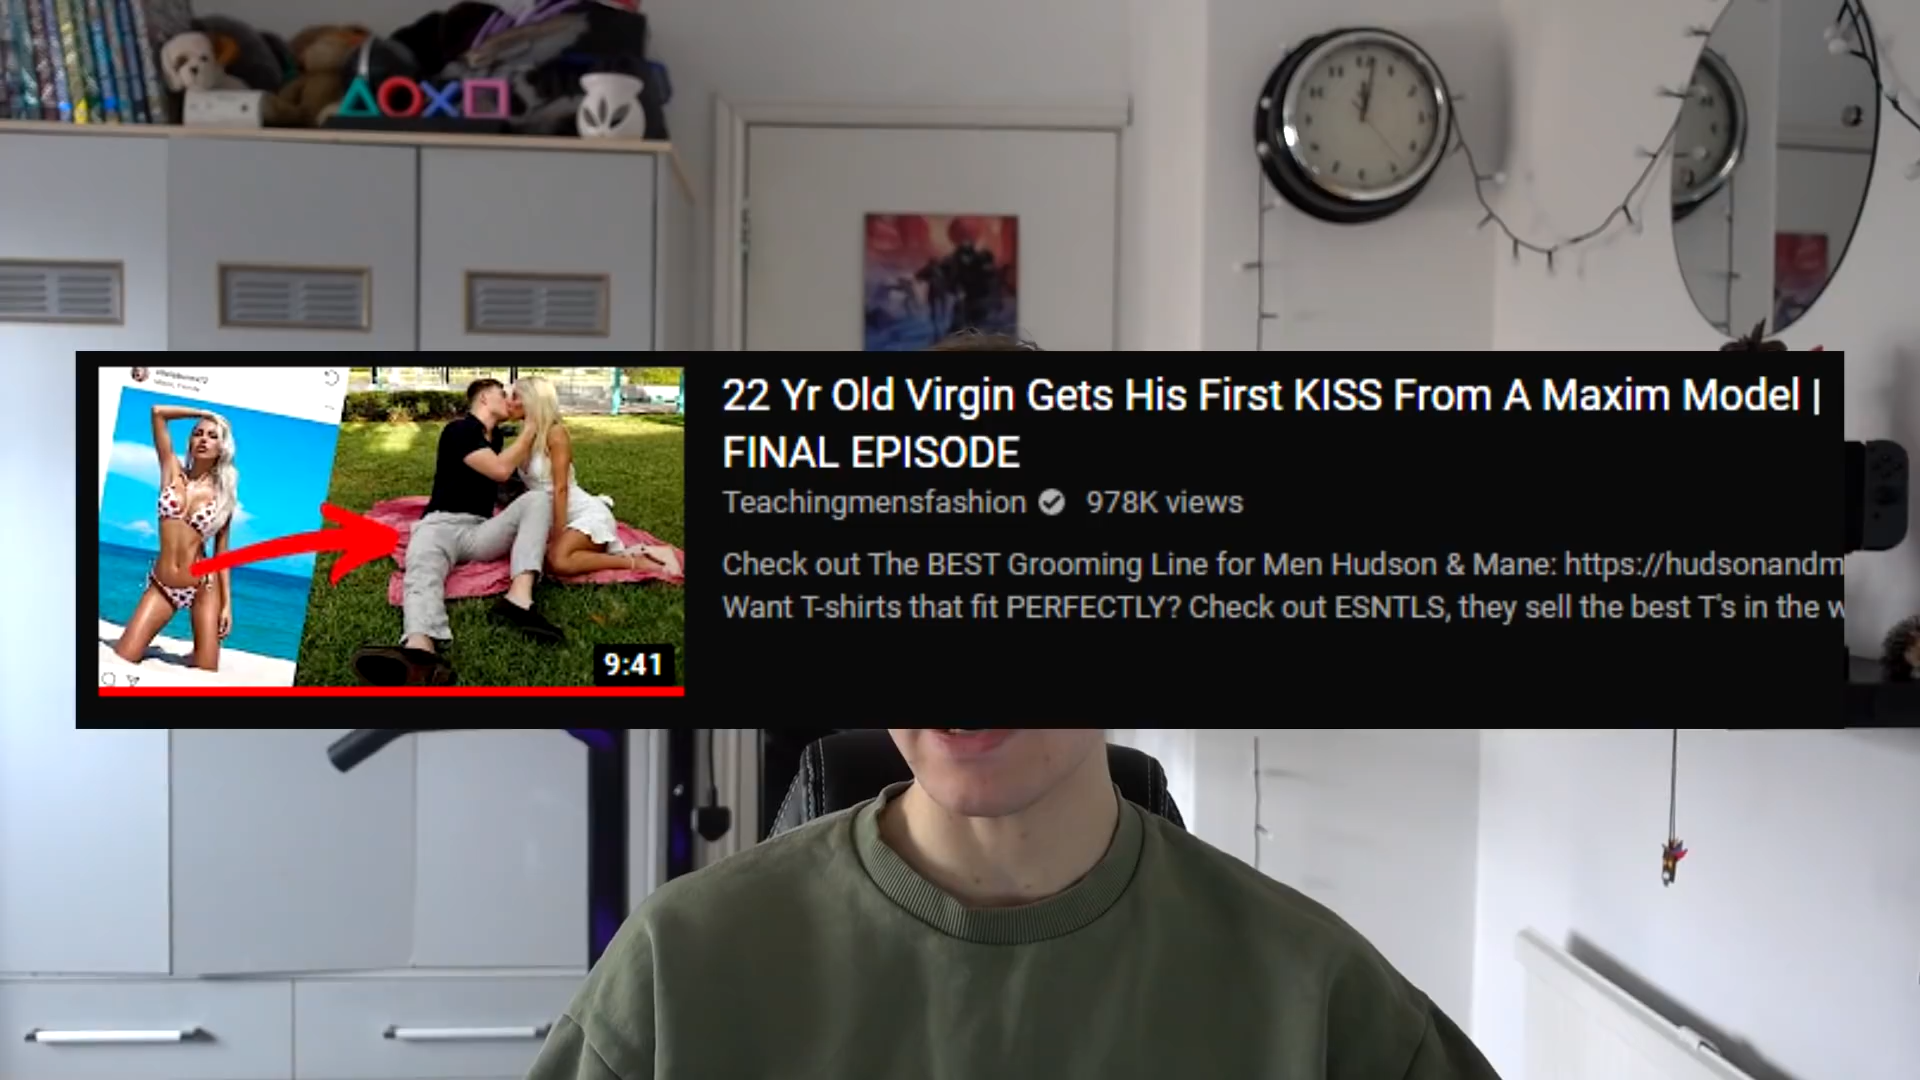 22 Yr Old Virgin Gets His First KISS From A Maxim Model |
FINAL EPISODE
Teachingmensfashion 978K views
Check out The BEST Grooming Line for Men Hudson & Mane: https://hudsonandm
Want T-shirts that fit PERFECTLY? Check out ESNTLS, they sell the best T's in the w
9:41